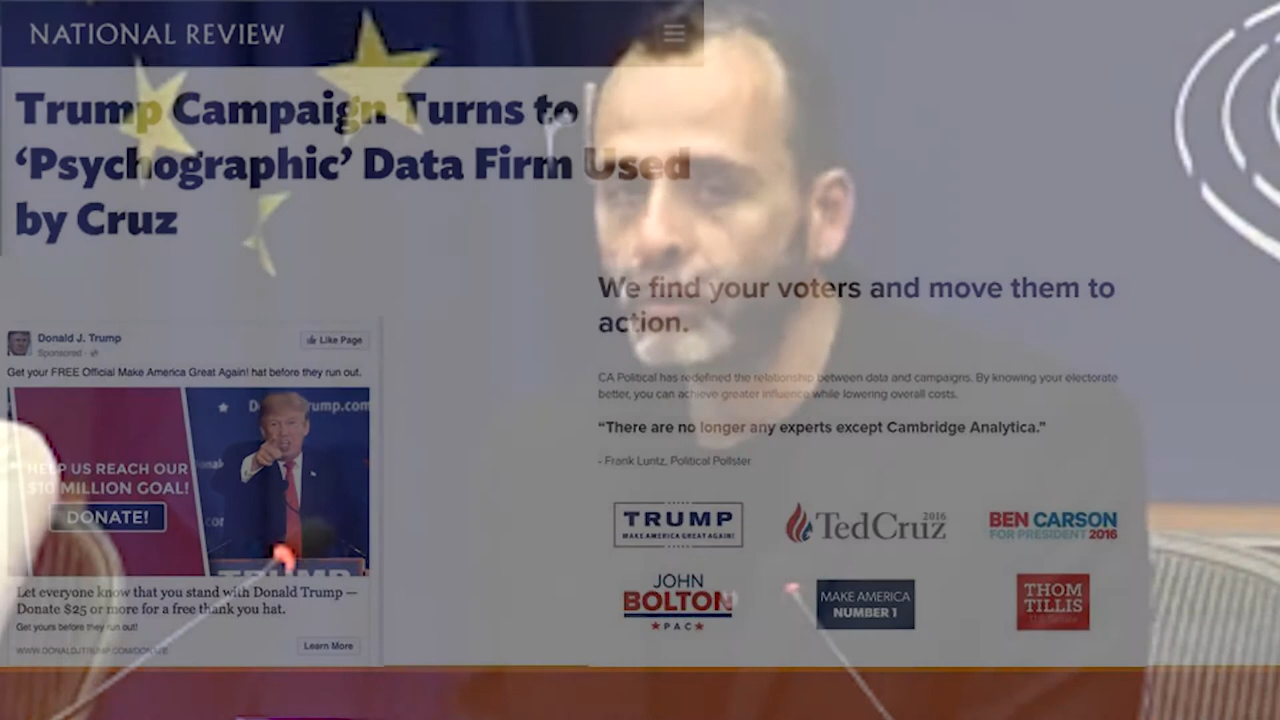 NATIONAL REVIEW
Trump Campaign Turns to
‘Psychographic’ Data Firm Used
by Cruz
Donald J. Trump
Sponsored ·
Like Page
Get your FREE Official Make America Great Again! hat before they run out.
HELP US REACH OUR
$10 MILLION GOAL!
DONATE!
TRUMP
Let everyone know that you stand with Donald Trump —
Donate $25 or more for a free thank you hat.
Get yours before they run out!
WWW.DONALDJTRUMP.COM/DONATE
Learn More
We find your voters and move them to
action.
CA Political has redefined the relationship between data and campaigns. By knowing your electorate
better, you can achieve greater influence while lowering overall costs.
“There are no longer any experts except Cambridge Analytica.”
- Frank Luntz, Political Pollster
TRUMP
MAKE AMERICA GREAT AGAIN!
TedCruz 2016
BEN CARSON
FOR PRESIDENT 2016
JOHN
BOLTON
PAC
MAKE AMERICA
NUMBER 1
THOM
TILLIS
U.S. Senate